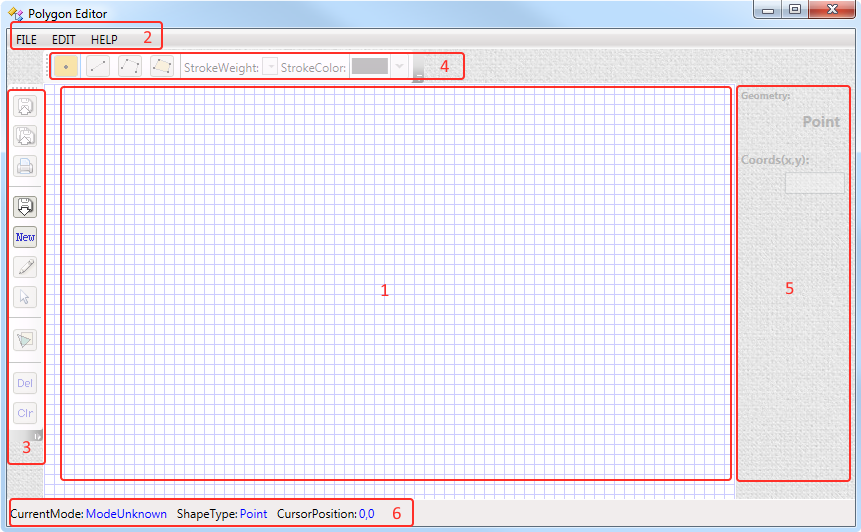 Polygon Editor
FILE EDIT HELP 2
StrokeWeight: StrokeColor: 4
Geometry:
Point
Coords(x,y):
New
1
5
Del
Clr
3
CurrentMode: ModeUnknown ShapeType: Point CursorPosition: 0,0 6